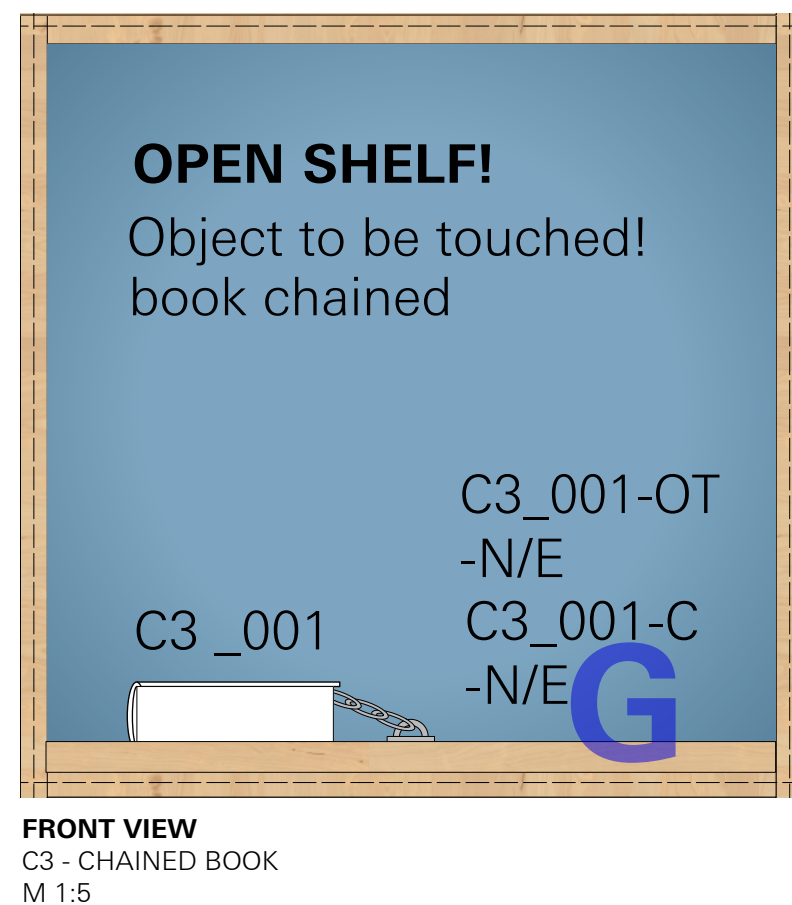 OPEN SHELF!
Object to be touched!
book chained
C3_001-OT
-N/E
C3 _001
C3_001-C
-N/E
G
FRONT VIEW
C3 - CHAINED BOOK
M 1:5